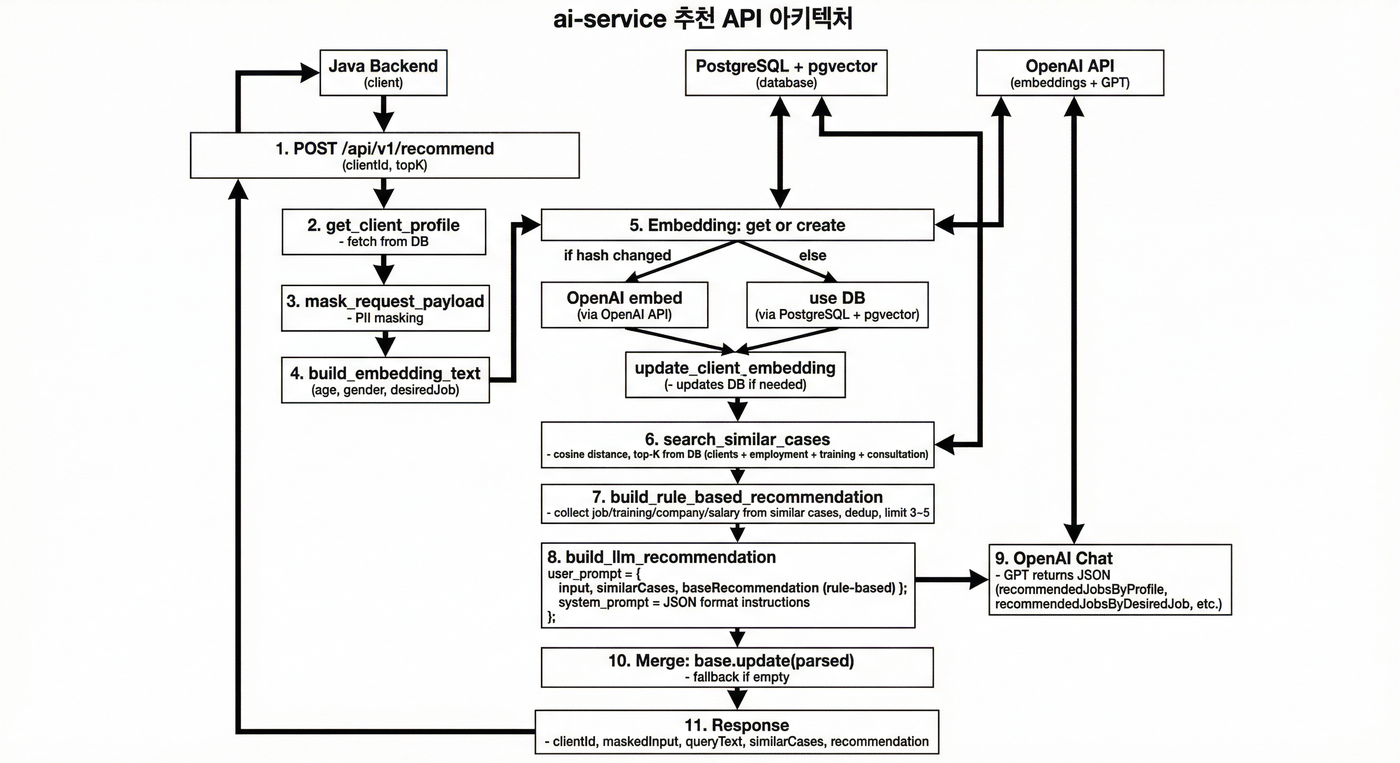 ai-service 추천 API 아키텍처
Java Backend
(client)
PostgreSQL + pgvector
(database)
OpenAI API
(embeddings + GPT)
1. POST /api/v1/recommend
(clientId, topK)
2. get_client_profile
- fetch from DB
3. mask_request_payload
- PII masking
4. build_embedding_text
(age, gender, desiredJob)
5. Embedding: get or create
if hash changed
else
OpenAI embed
(via OpenAI API)
use DB
(via PostgreSQL + pgvector)
update_client_embedding
(- updates DB if needed)
6. search_similar_cases
- cosine distance, top-K from DB (clients + employment + training + consultation)
7. build_rule_based_recommendation
- collect job/training/company/salary from similar cases, dedup, limit 3~5
8. build_llm_recommendation
user_prompt = {
input, similarCases, baseRecommendation (rule-based) };
system_prompt = JSON format instructions
};
9. OpenAI Chat
- GPT returns JSON
(recommendedJobsByProfile,
recommendedJobsByDesiredJob, etc.)
10. Merge: base.update(parsed)
- fallback if empty
11. Response
- clientId, maskedInput, queryText, similarCases, recommendation